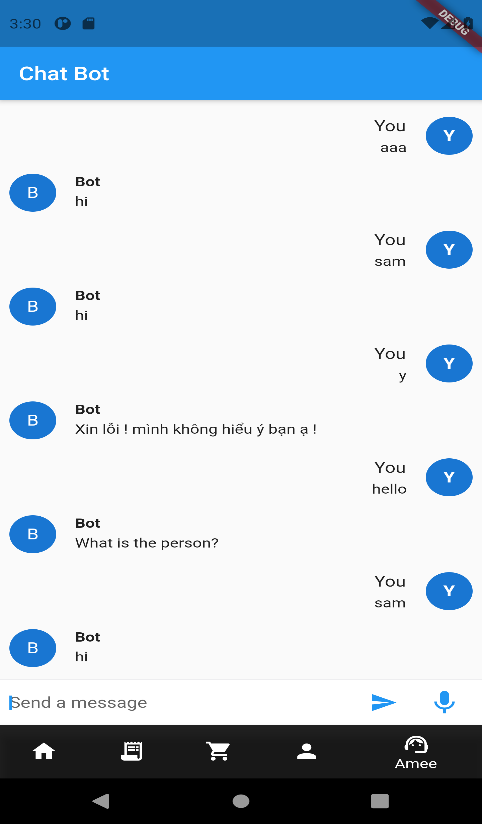 3:30
DEBUG
Chat Bot
You
Y
aaa
B
Bot
hi
You
Y
sam
B
Bot
hi
You
Y
y
B
Bot
Xin lỗi ! mình không hiểu ý bạn ạ !
You
Y
hello
B
Bot
What is the person?
You
Y
sam
B
Bot
hi
Send a message
Amee